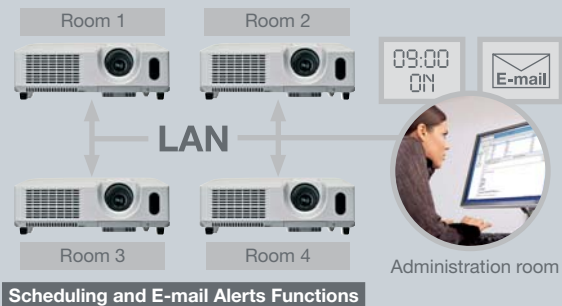 Room 1
Room 2
09:00
ON
E-mail
LAN
Room 3
Room 4
Administration room
Scheduling and E-mail Alerts Functions